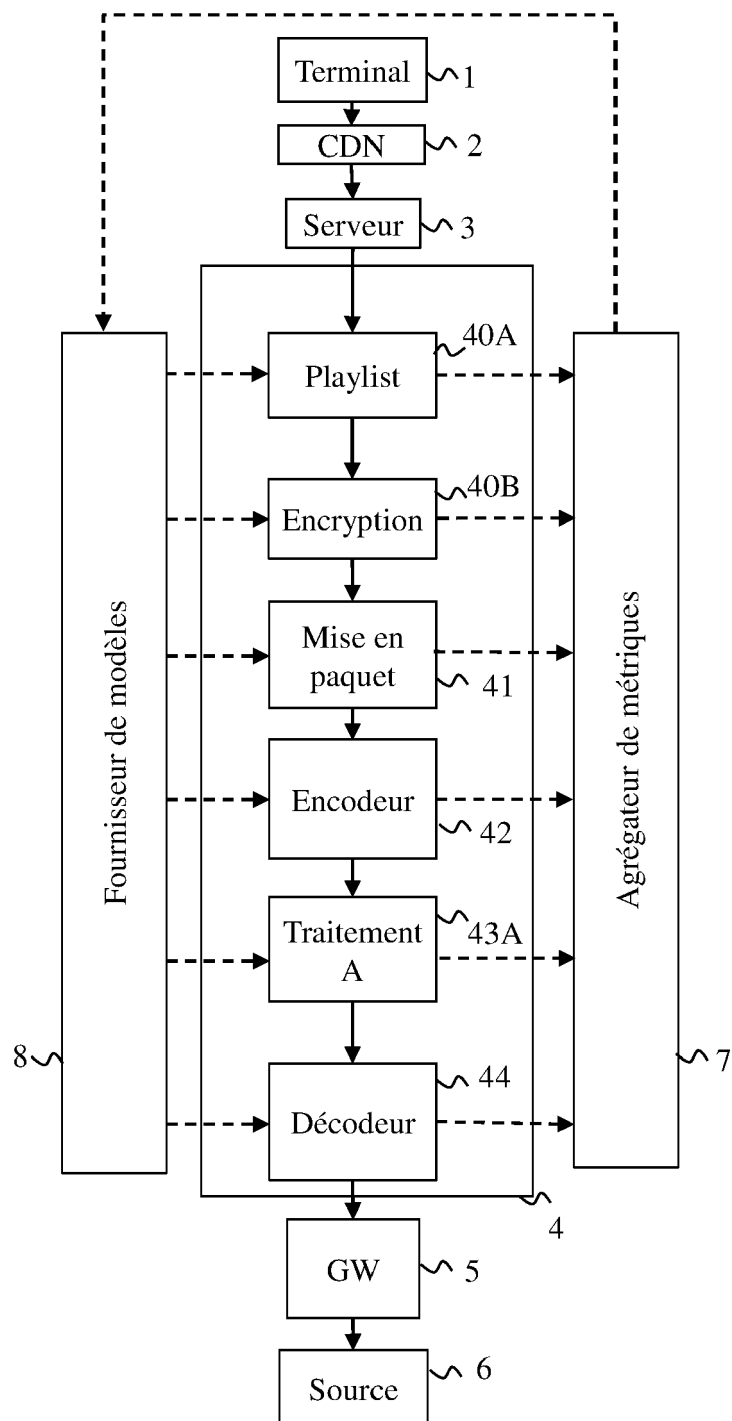 Terminal
1
CDN
2
Serveur
3
40A
Playlist
40B
Encryption
Mise en
paquet
41
Encodeur
42
Traitement
A
43A
44
Décodeur
4
Fournisseur de modèles
8
Agrégateur de métriques
7
GW
5
Source
6